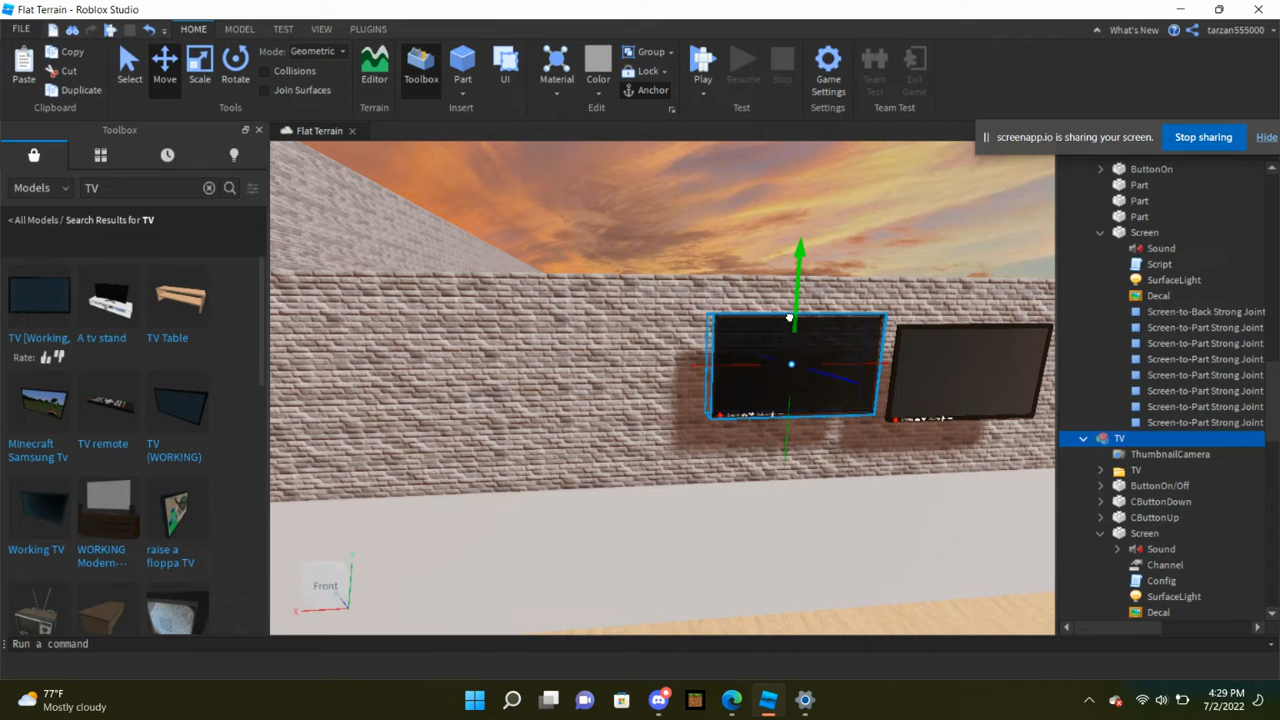 Flat Terrain - Roblox Studio
FILE
HOME
MODEL
TEST
VIEW
PLUGINS
What's New
tarzan555000
Paste
Copy
Cut
Duplicate
Clipboard
Select
Move
Scale
Rotate
Mode: Geometric
Collisions
Join Surfaces
Tools
Editor
Terrain
Toolbox
Part
UI
Insert
Material
Color
Group
Lock
Anchor
Edit
Play
Resume
Stop
Test
Game
Settings
Settings
Team
Test
Exit
Game
Team Test
Toolbox
Flat Terrain
screenapp.io is sharing your screen.
Stop sharing
Hide
Models
TV
< All Models / Search Results for TV
TV [Working,
Rate:
A tv stand
TV Table
Minecraft
Samsung Tv
TV remote
TV
(WORKING)
Working TV
WORKING
Modern-··
raise a
floppa TV
Front
X
Y
ButtonOn
Part
Part
Part
Screen
Sound
Script
SurfaceLight
Decal
Screen-to-Back Strong Joint
Screen-to-Part Strong Joint
Screen-to-Part Strong Joint
Screen-to-Part Strong Joint
Screen-to-Part Strong Joint
Screen-to-Part Strong Joint
Screen-to-Part Strong Joint
Screen-to-Part Strong Joint
TV
ThumbnailCamera
TV
ButtonOn/Off
CButtonDown
CButtonUp
Screen
Sound
Channel
Config
SurfaceLight
Decal
Run a command
77°F
Mostly cloudy
4:29 PM
7/2/2022